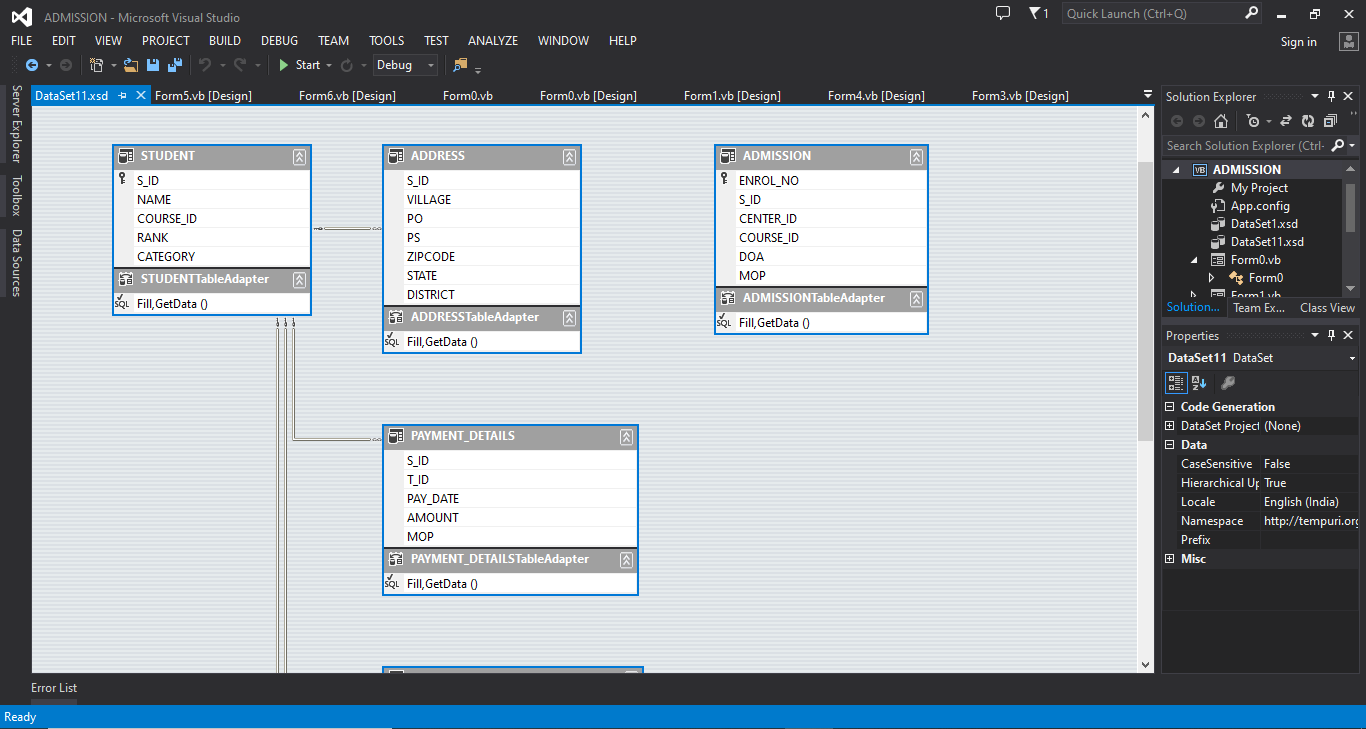 ADMISSION - Microsoft Visual Studio
1
Quick Launch (Ctrl+Q)
FILE EDIT VIEW PROJECT BUILD DEBUG TEAM TOOLS TEST ANALYZE WINDOW HELP
Sign in
Start Debug
Server Explorer
Toolbox
Data Sources
DataSet11.xsd Form5.vb [Design] Form6.vb [Design] Form0.vb Form0.vb [Design] Form1.vb [Design] Form4.vb [Design] Form3.vb [Design]
STUDENT
S_ID
NAME
COURSE_ID
RANK
CATEGORY
STUDENTTableAdapter
SQL Fill,GetData ()
ADDRESS
S_ID
VILLAGE
PO
PS
ZIPCODE
STATE
DISTRICT
ADDRESSTableAdapter
SQL Fill,GetData ()
ADMISSION
ENROL_NO
S_ID
CENTER_ID
COURSE_ID
DOA
MOP
ADMISSIONTableAdapter
SQL Fill,GetData ()
PAYMENT_DETAILS
S_ID
T_ID
PAY_DATE
AMOUNT
MOP
PAYMENT_DETAILSTableAdapter
SQL Fill,GetData ()
Solution Explorer
Search Solution Explorer (Ctrl-
VB ADMISSION
My Project
App.config
DataSet1.xsd
DataSet11.xsd
Form0.vb
Form0
Form1.vb
Solution... Team Ex... Class View
Properties
DataSet11 DataSet
Code Generation
DataSet Project (None)
Data
CaseSensitive False
Hierarchical Up True
Locale English (India)
Namespace http://tempuri.org
Prefix
Misc
Error List
Ready